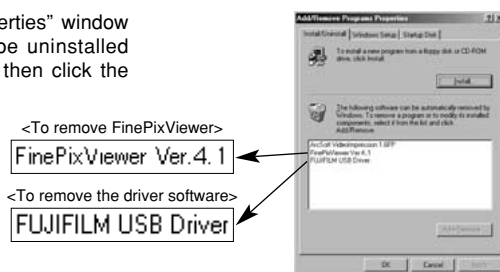 erties” window
be uninstalled
then click the
<To remove FinePixViewer>
FinePixViewer Ver.4.1
<To remove the driver software>
FUJIFILM USB Driver
Add/Remove Programs Properties
Install/Uninstall Windows Setup Startup Disk
To install a new program from a floppy disk or CD-ROM
drive, click Install.
Install...
The following software can be automatically removed by
Windows. To remove a program or to modify its installed
components, select it from the list and click
Add/Remove.
ArcSoft VideoImpression 1.6FP
FinePixViewer Ver.4.1
FUJIFILM USB Driver
Add/Remove...
OK Cancel Apply